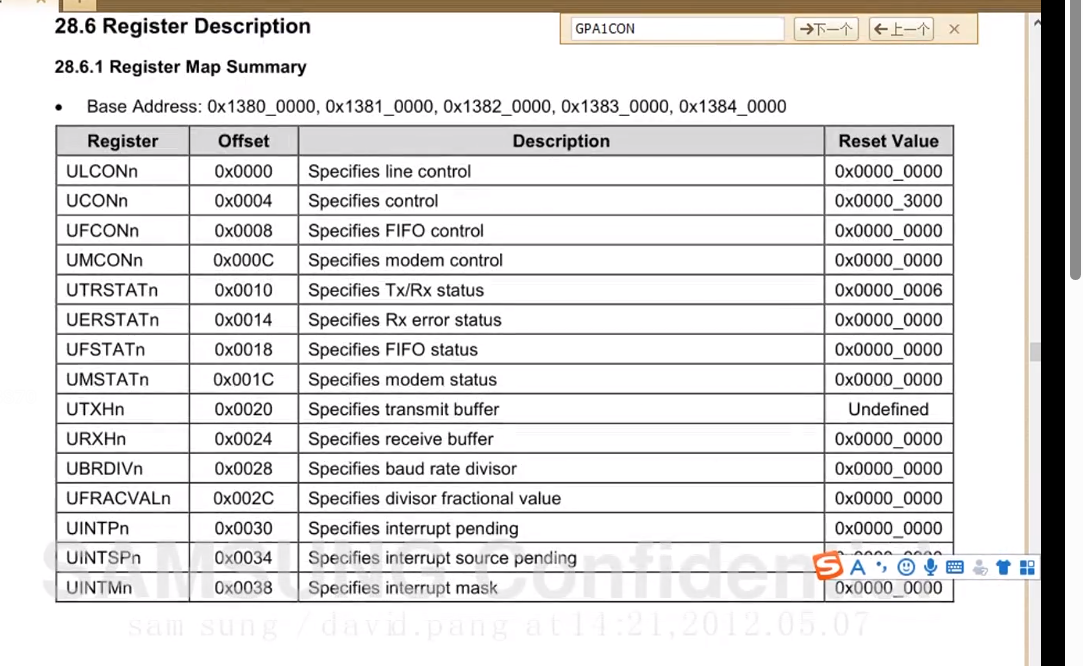 28.6 Register Description
GPA1CON
下一个
上一个
28.6.1 Register Map Summary
• Base Address: 0x1380_0000, 0x1381_0000, 0x1382_0000, 0x1383_0000, 0x1384_0000
Register Offset Description Reset Value
ULCONn 0x0000 Specifies line control 0x0000_0000
UCONn 0x0004 Specifies control 0x0000_3000
UFCONn 0x0008 Specifies FIFO control 0x0000_0000
UMCONn 0x000C Specifies modem control 0x0000_0000
UTRSTATn 0x0010 Specifies Tx/Rx status 0x0000_0006
UERSTATn 0x0014 Specifies Rx error status 0x0000_0000
UFSTATn 0x0018 Specifies FIFO status 0x0000_0000
UMSTATn 0x001C Specifies modem status 0x0000_0000
UTXHn 0x0020 Specifies transmit buffer Undefined
URXHn 0x0024 Specifies receive buffer 0x0000_0000
UBRDIVn 0x0028 Specifies baud rate divisor 0x0000_0000
UFRACVALn 0x002C Specifies divisor fractional value 0x0000_0000
UINTPn 0x0030 Specifies interrupt pending 0x0000_0000
UINTSPn 0x0034 Specifies interrupt source pending
UINTMn 0x0038 Specifies interrupt mask 0x0000_0000
SAMSUNG Confidential
sam sung / david.pang at 14:21,2012.05.07